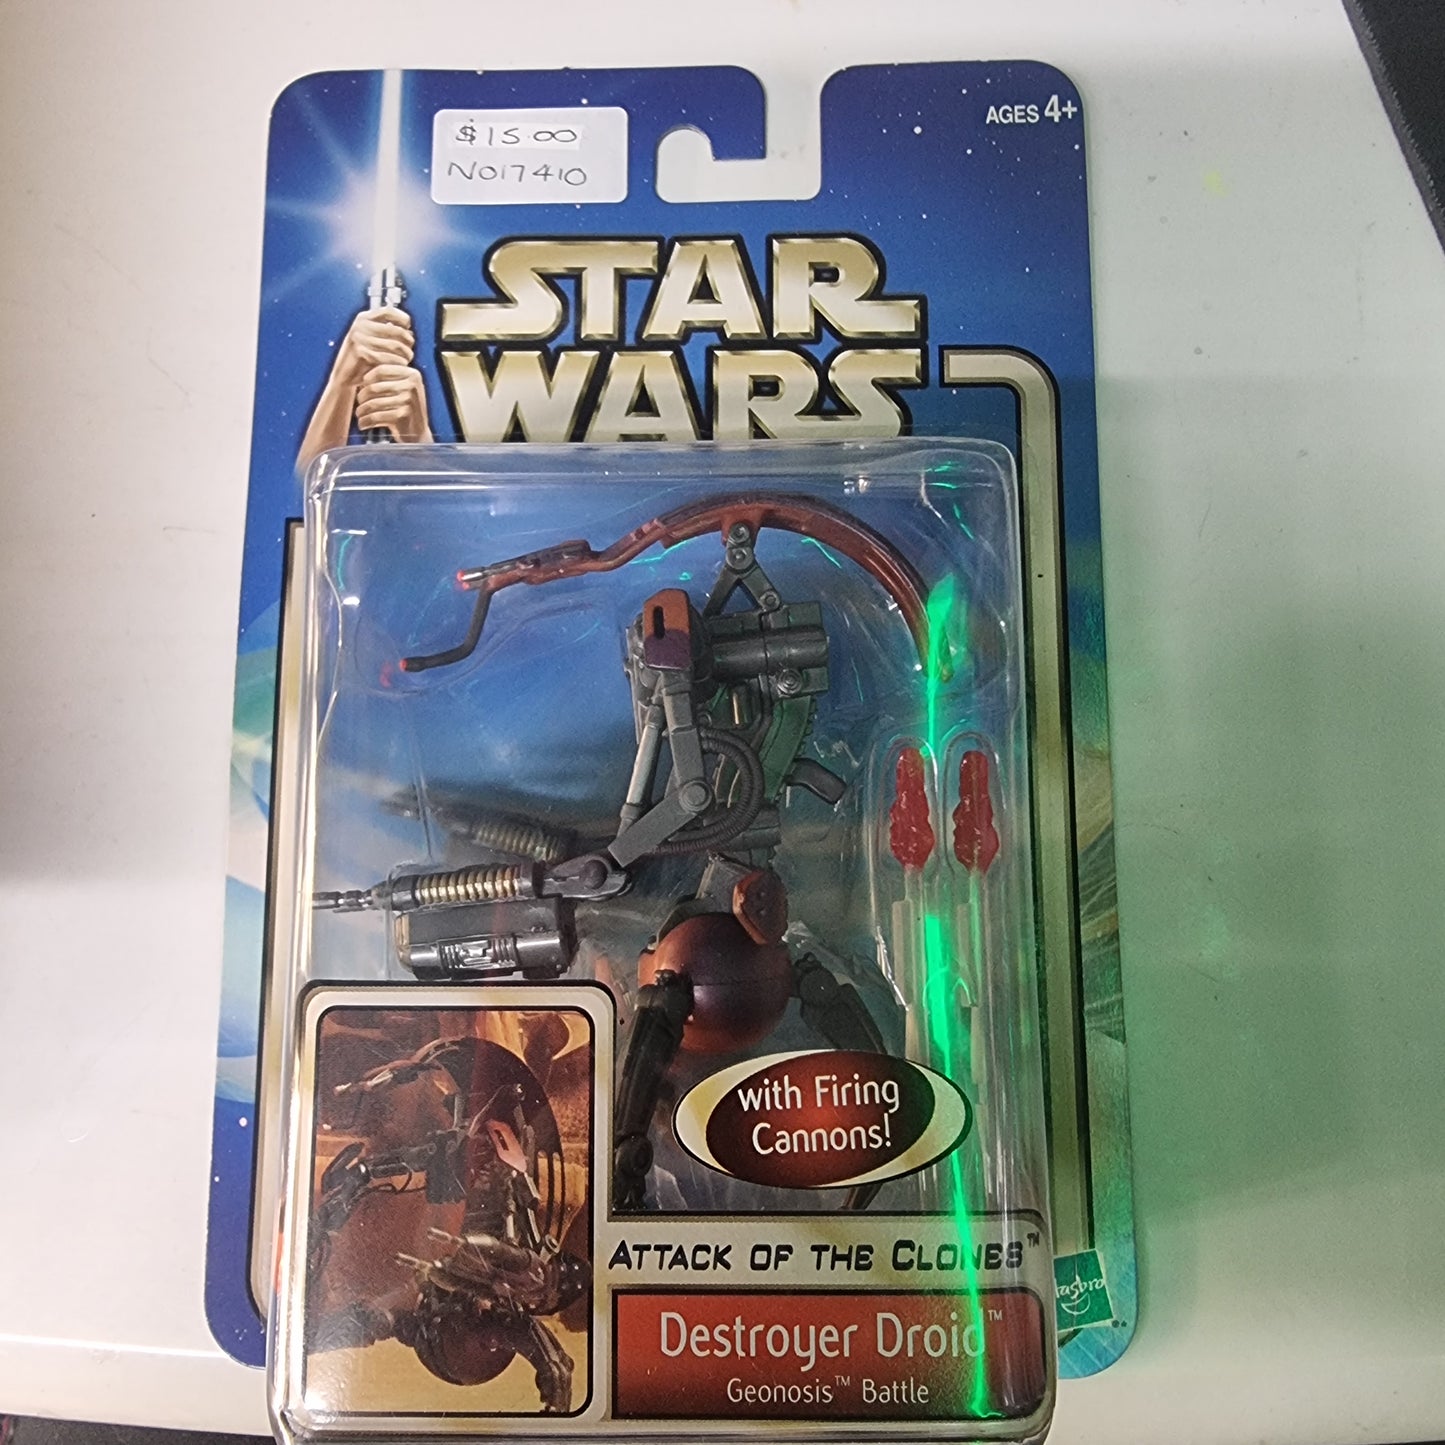 $15.00
N017410
AGES 4+
STAR
WARS
with Firing
Cannons!
ATTACK OF THE CLONES™
Hasbro
Destroyer Droid™
Geonosis™ Battle